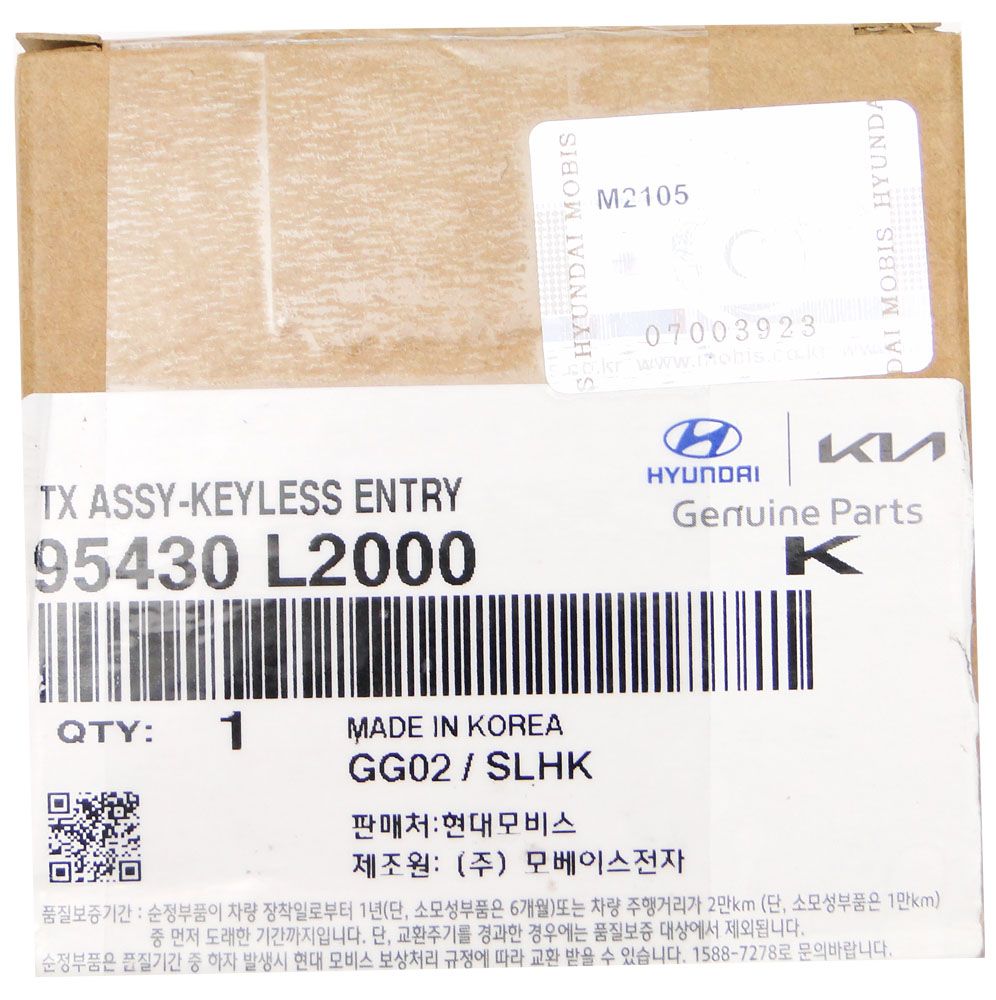 M2105
07003923
www.mobis.co.kr
S HYUNDAI MOBIS
DAI MOBIS HYUNDA
HYUNDAI
KIA
Genuine Parts
TX ASSY-KEYLESS ENTRY
95430 L2000
K
QTY: 1
MADE IN KOREA
GG02 / SLHK
판매처:현대모비스
제조원: (주) 모베이스전자
품질보증기간 : 순정부품이 차량 장착일로부터 1년(단, 소모성부품은 6개월)또는 차량 주행거리가 2만km (단, 소모성부품은 1만km)
중 먼저 도래한 기간까지입니다. 단, 교환주기를 경과한 경우에는 품질보증 대상에서 제외됩니다.
순정부품은 품질기간 중 하자 발생시 현대 모비스 보상처리 규정에 따라 교환 받을 수 있습니다. 1588-7278로 문의바랍니다.